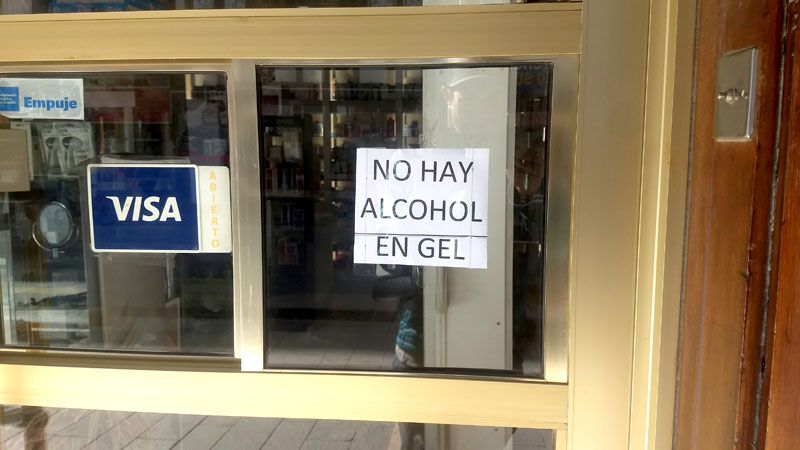 Empuje
VISA
ABIERTO
NO HAY
ALCOHOL
EN GEL